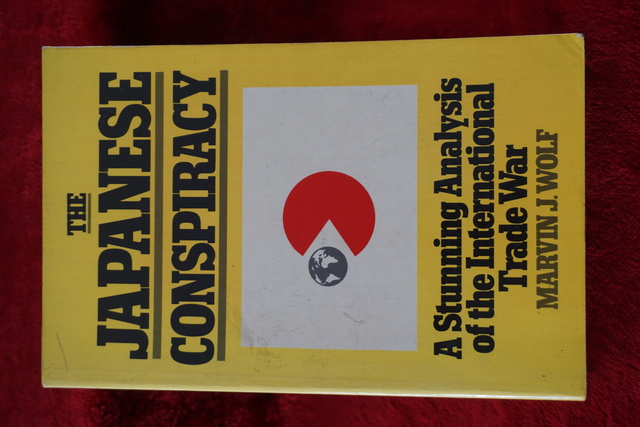 THE
JAPANESE
CONSPIRACY
A Stunning Analysis
of the International
Trade War
MARVIN J. WOLF